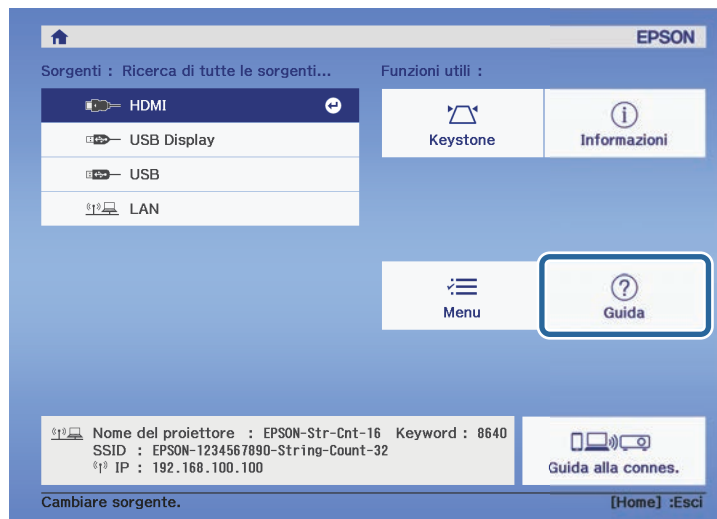 EPSON
Sorgenti : Ricerca di tutte le sorgenti...
Funzioni utili :
HDMI
USB Display
USB
LAN
Keystone
Informazioni
Menu
Guida
Nome del proiettore : EPSON-Str-Cnt-16 Keyword : 8640
SSID : EPSON-1234567890-String-Count-32
IP : 192.168.100.100
Guida alla connes.
Cambiare sorgente.
[Home] :Esci